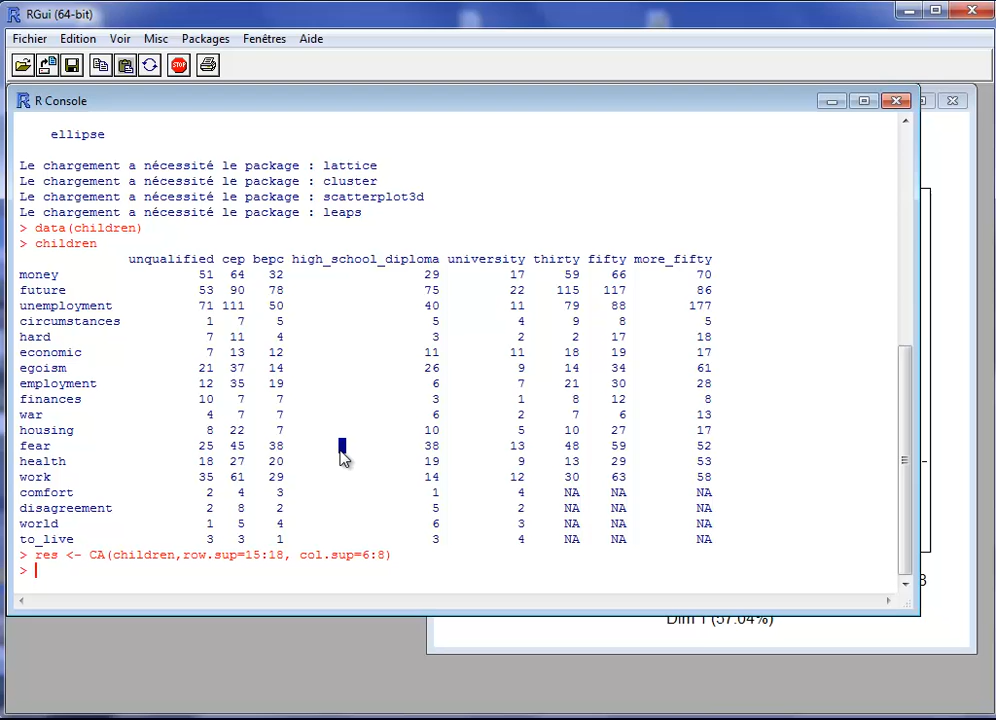 RGui (64-bit)
Fichier Edition Voir Misc Packages Fenêtres Aide
STOP
R Console
ellipse
Le chargement a nécessité le package : lattice
Le chargement a nécessité le package : cluster
Le chargement a nécessité le package : scatterplot3d
Le chargement a nécessité le package : leaps
> data(children)
> children
unqualified cep bepc high_school_diploma university thirty fifty more_fifty
money 51 64 32 29 17 59 66 70
future 53 90 78 75 22 115 117 86
unemployment 71 111 50 40 11 79 88 177
circumstances 1 7 5 5 4 9 8 5
hard 7 11 4 3 2 2 17 18
economic 7 13 12 11 11 18 19 17
egoism 21 37 14 26 9 14 34 61
employment 12 35 19 6 7 21 30 28
finances 10 7 7 3 1 8 12 8
war 4 7 7 6 2 7 6 13
housing 8 22 7 10 5 10 27 17
fear 25 45 38 38 13 48 59 52
health 18 27 20 19 9 13 29 53
work 35 61 29 14 12 30 63 58
comfort 2 4 3 1 4 NA NA NA
disagreement 2 8 2 5 2 NA NA NA
world 1 5 4 6 3 NA NA NA
to_live 3 3 1 3 4 NA NA NA
> res <- CA(children,row.sup=15:18, col.sup=6:8)
>
3
Dim 1 (57.04%)